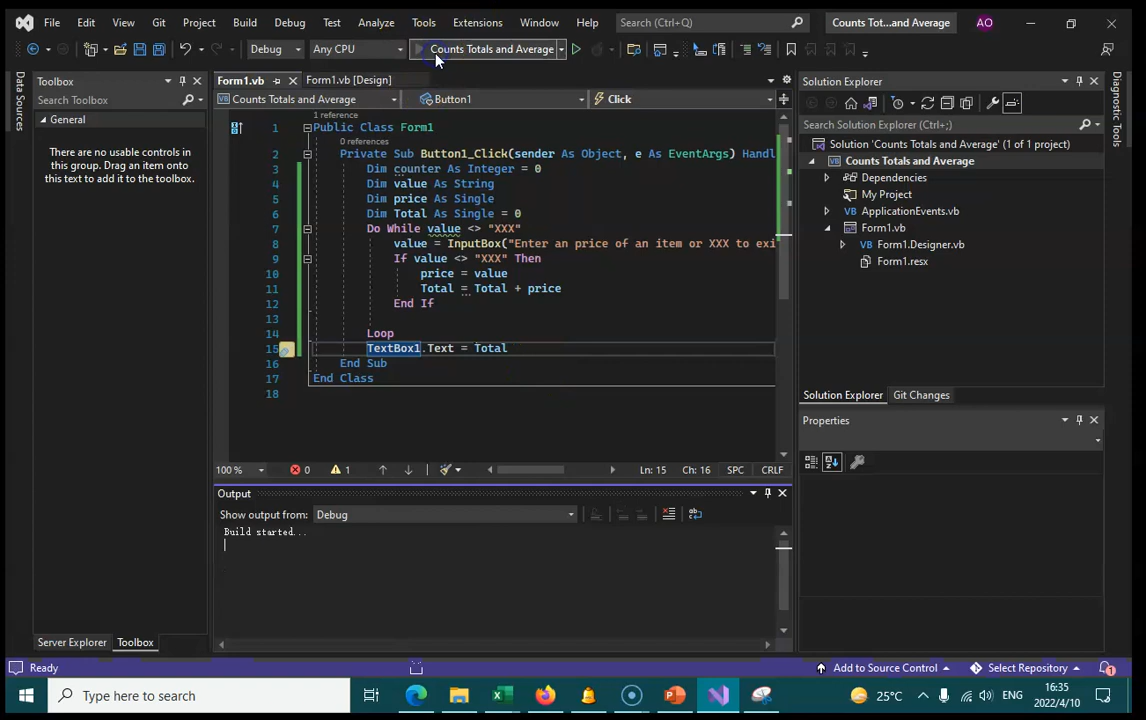 File Edit View Git Project Build Debug Test Analyze Tools Extensions Window Help Search (Ctrl+Q) Counts Tot...and Average AO
Debug Any CPU Counts Totals and Average
Data Sources
Toolbox
Search Toolbox
General
There are no usable controls
in this group. Drag an item onto
this text to add it to the toolbox.
Server Explorer Toolbox
Form1.vb Form1.vb [Design]
Counts Totals and Average Button1 Click
1 reference
1 Public Class Form1
0 references
2 Private Sub Button1_Click(sender As Object, e As EventArgs) Handl
3 Dim counter As Integer = 0
4 Dim value As String
5 Dim price As Single
6 Dim Total As Single = 0
7 Do While value <> "XXX"
8 value = InputBox("Enter an price of an item or XXX to exi
9 If value <> "XXX" Then
10 price = value
11 Total = Total + price
12 End If
13
14 Loop
15 TextBox1.Text = Total
16 End Sub
17 End Class
18
100 % 0 1 Ln: 15 Ch: 16 SPC CRLF
Output
Show output from: Debug
Build started...
Solution Explorer
Search Solution Explorer (Ctrl+;)
Solution 'Counts Totals and Average' (1 of 1 project)
Counts Totals and Average
Dependencies
My Project
VB ApplicationEvents.vb
VB Form1.vb
VB Form1.Designer.vb
Form1.resx
Solution Explorer Git Changes
Properties
Diagnostic Tools
Ready Add to Source Control Select Repository 1
Type here to search 25°C ENG 16:35
2022/4/10